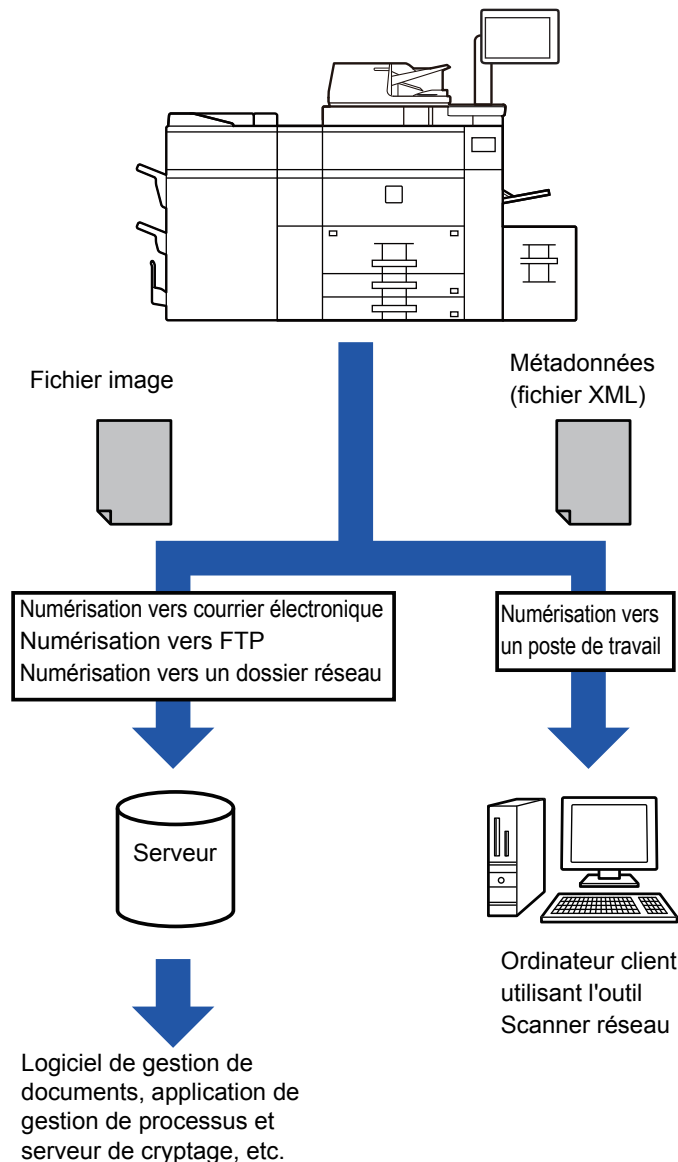 Fichier image
Métadonnées
(fichier XML)
Numérisation vers courrier électronique
Numérisation vers FTP
Numérisation vers un dossier réseau
Numérisation vers
un poste de travail
Serveur
Ordinateur client
utilisant l'outil
Scanner réseau
Logiciel de gestion de
documents, application de
gestion de processus et
serveur de cryptage, etc.